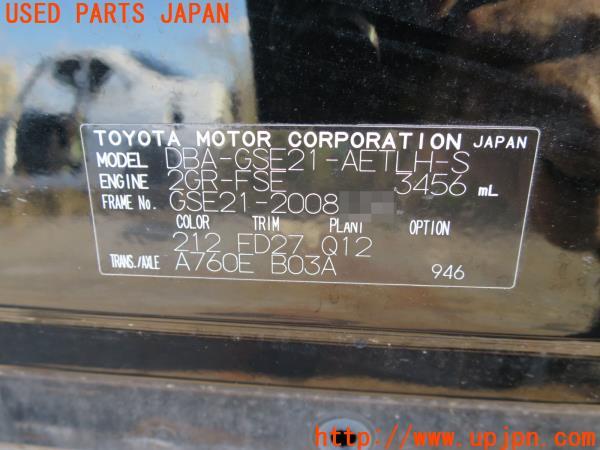 USED PARTS JAPAN
TOYOTA MOTOR CORPORATION JAPAN
MODEL DBA-GSE21-AETLH-S
ENGINE 2GR-FSE 3456 mL
FRAME No. GSE21-2008
COLOR TRIM PLANT OPTION
212 FD27 Q12
TRANS./AXLE A760E B03A 946
http://www.upjpn.com/